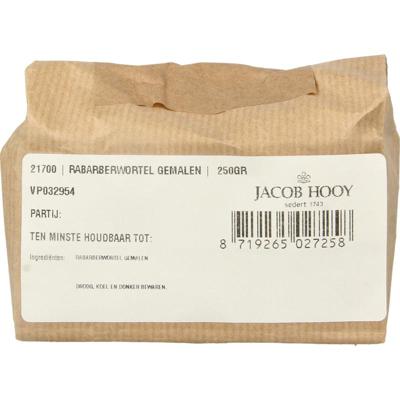 21700 | RABARBERWORTEL GEMALEN | 250GR
VP032954
PARTIJ:
TEN MINSTE HOUDBAAR TOT:
Ingrediënten: RABARBERWORTEL GEMALEN
DROOG, KOEL EN DONKER BEWAREN.
JACOB HOOY
sedert 1743
8 719265 027258